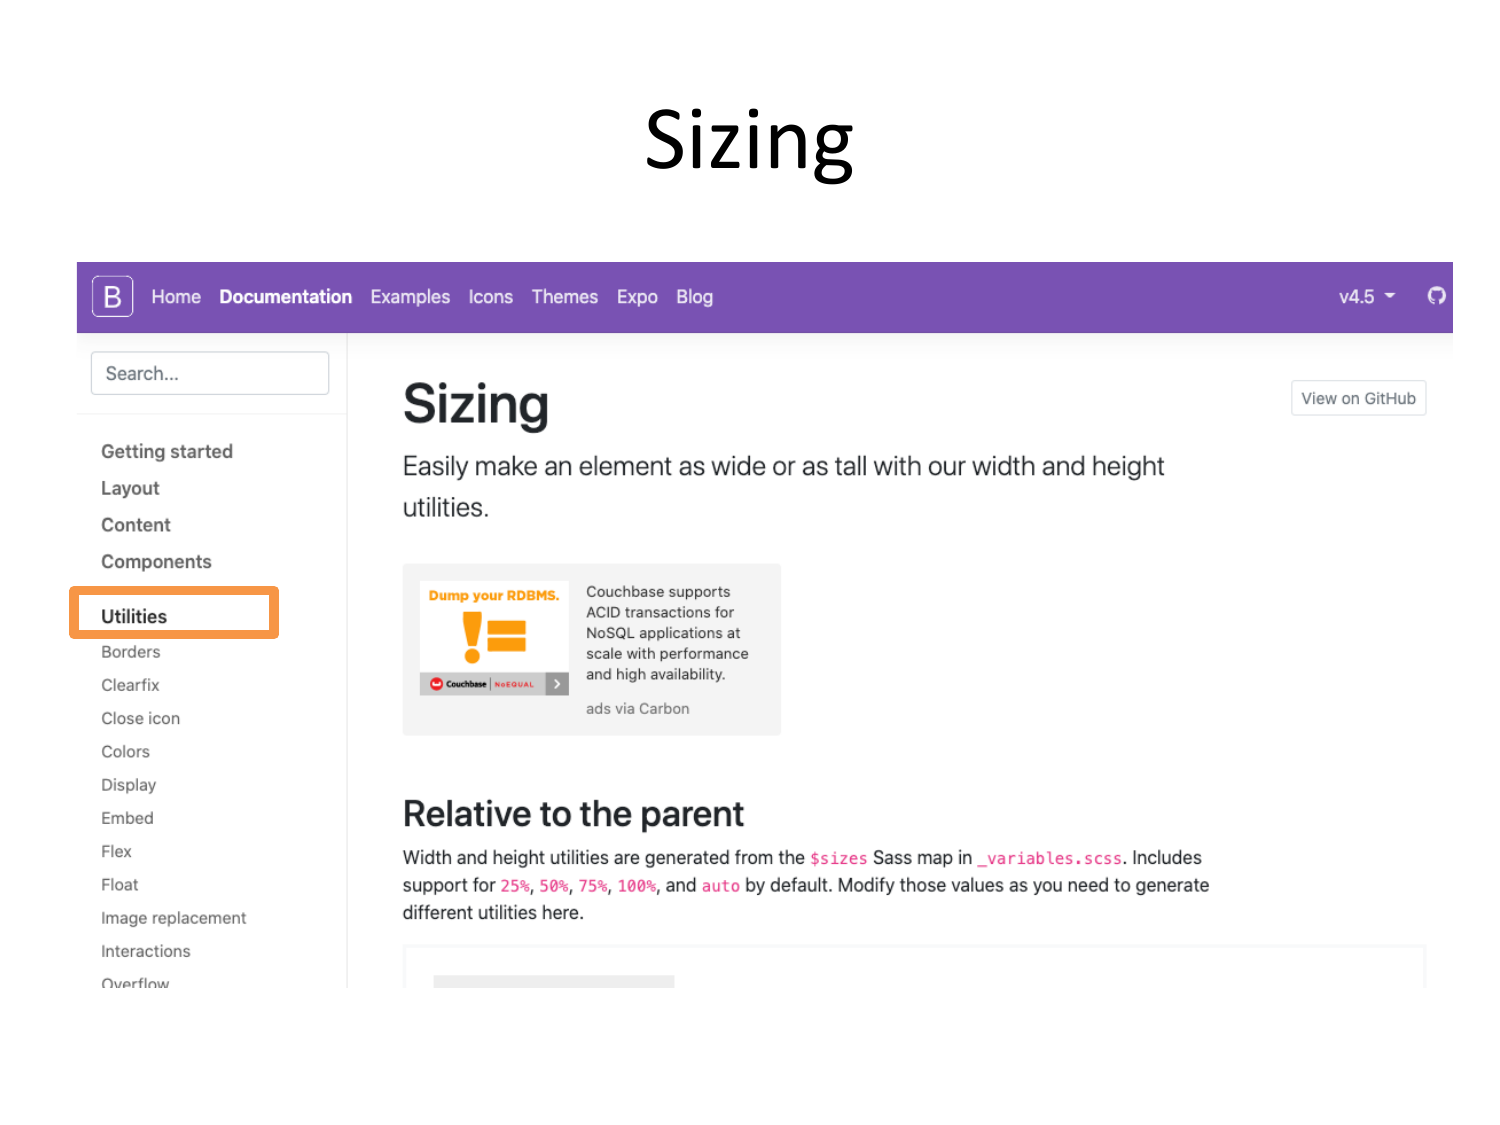 Sizing
B Home Documentation Examples Icons Themes Expo Blog v4.5
Search...
Getting started
Layout
Content
Components
Utilities
Borders
Clearfix
Close icon
Colors
Display
Embed
Flex
Float
Image replacement
Interactions
Overflow
Sizing
View on GitHub
Easily make an element as wide or as tall with our width and height
utilities.
Dump your RDBMS.
!=
Couchbase | NoEQUAL
Couchbase supports
ACID transactions for
NoSQL applications at
scale with performance
and high availability.
ads via Carbon
Relative to the parent
Width and height utilities are generated from the $sizes Sass map in _variables.scss. Includes
support for 25%, 50%, 75%, 100%, and auto by default. Modify those values as you need to generate
different utilities here.